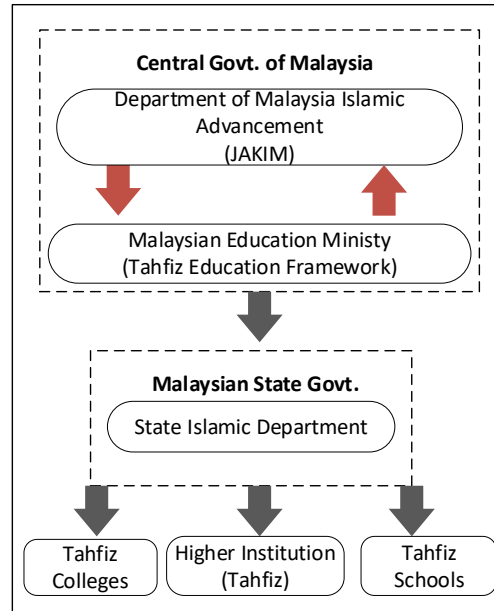 Central Govt. of Malaysia
Department of Malaysia Islamic
Advancement
(JAKIM)
Malaysian Education Ministy
(Tahfiz Education Framework)
Malaysian State Govt.
State Islamic Department
Tahfiz
Colleges
Higher Institution
(Tahfiz)
Tahfiz
Schools